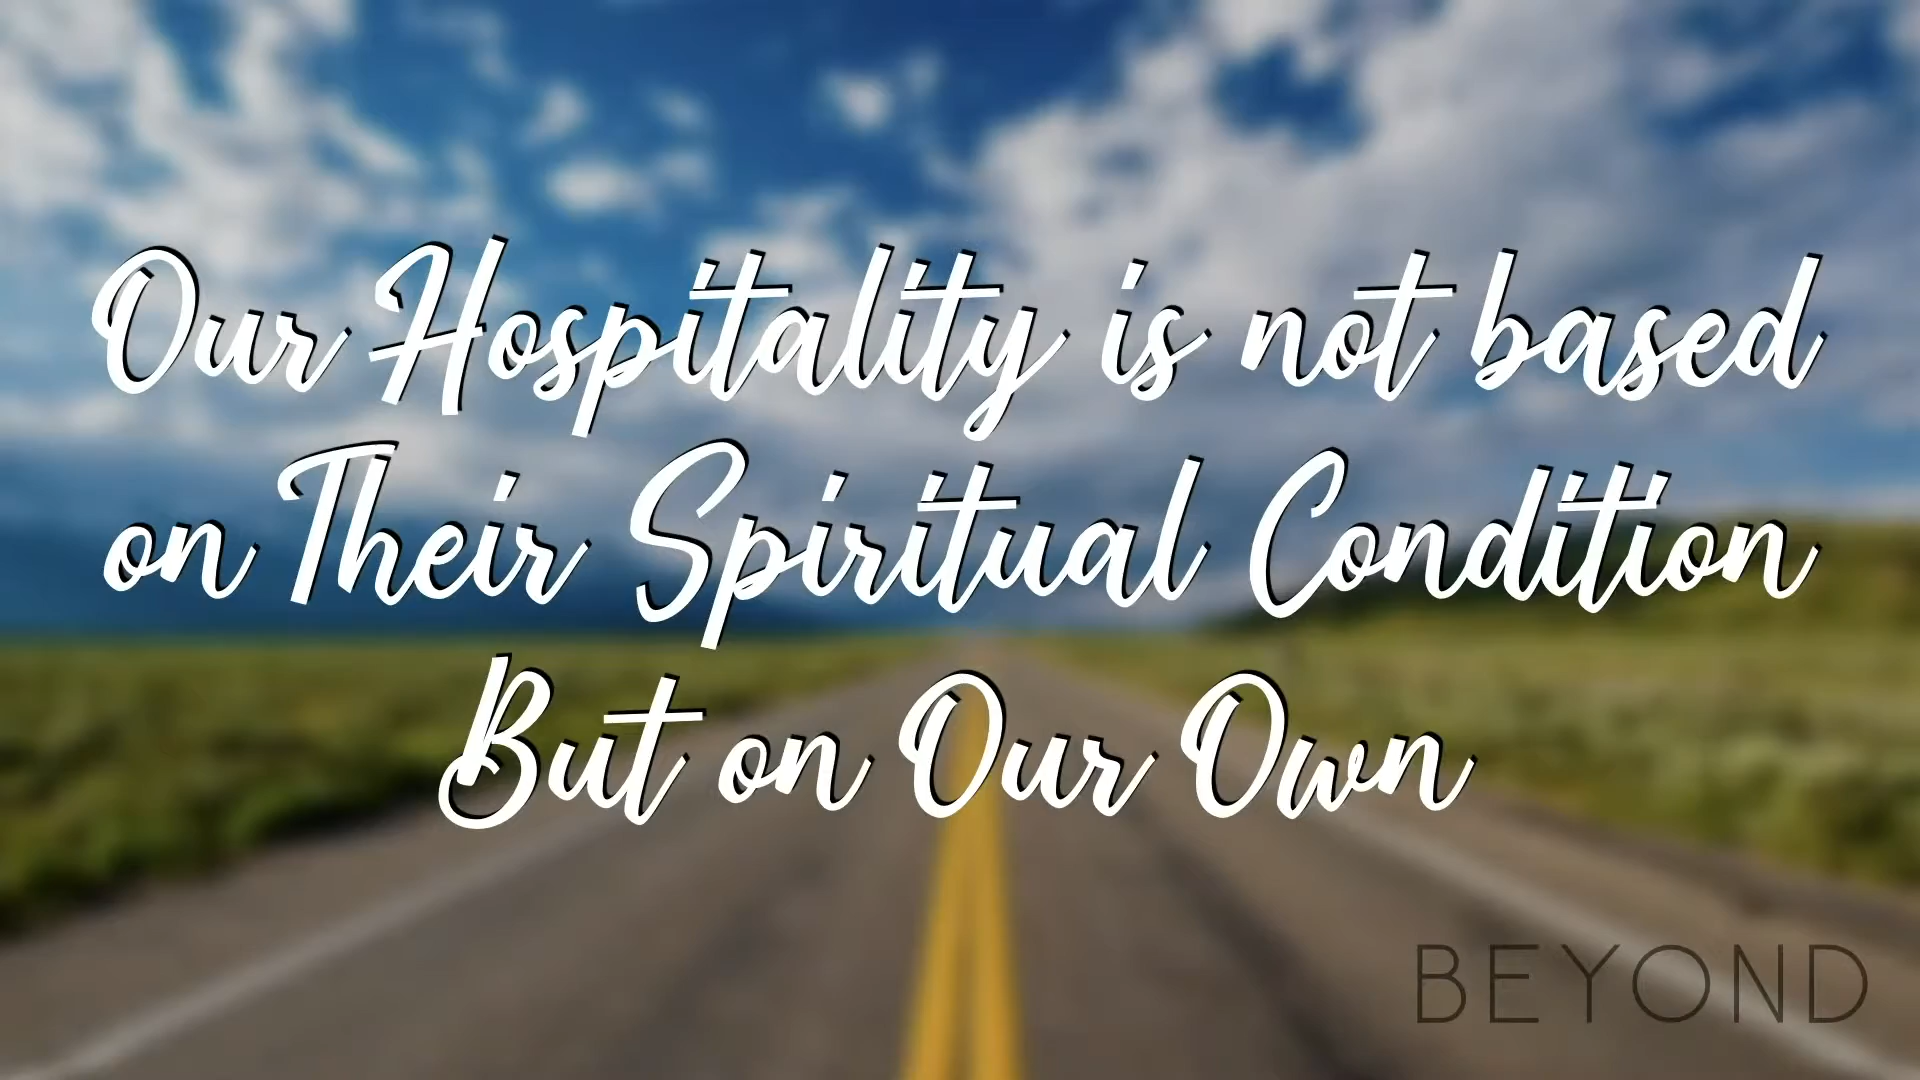 Our Hospitality is not based
on Their Spiritual Condition
But on Our Own
BEYOND